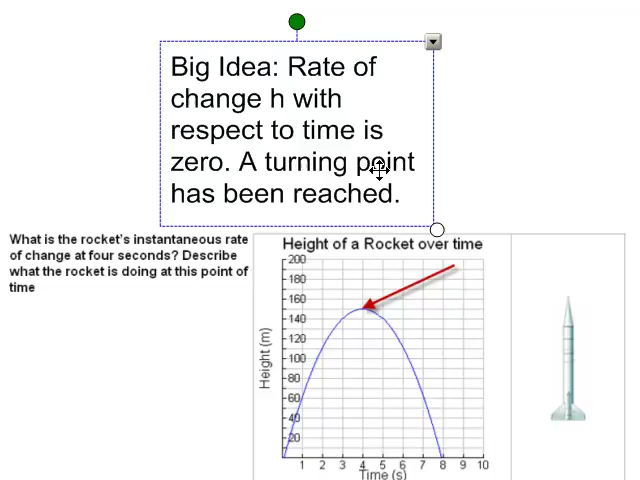 Big Idea: Rate of
change h with
respect to time is
zero. A turning point
has been reached.
What is the rocket's instantaneous rate
of change at four seconds? Describe
what the rocket is doing at this point of
time
Height of a Rocket over time
200
180
160
140
120
100
80
60
40
20
Height (m)
1 2 3 4 5 6 7 8 9 10
Time (s)